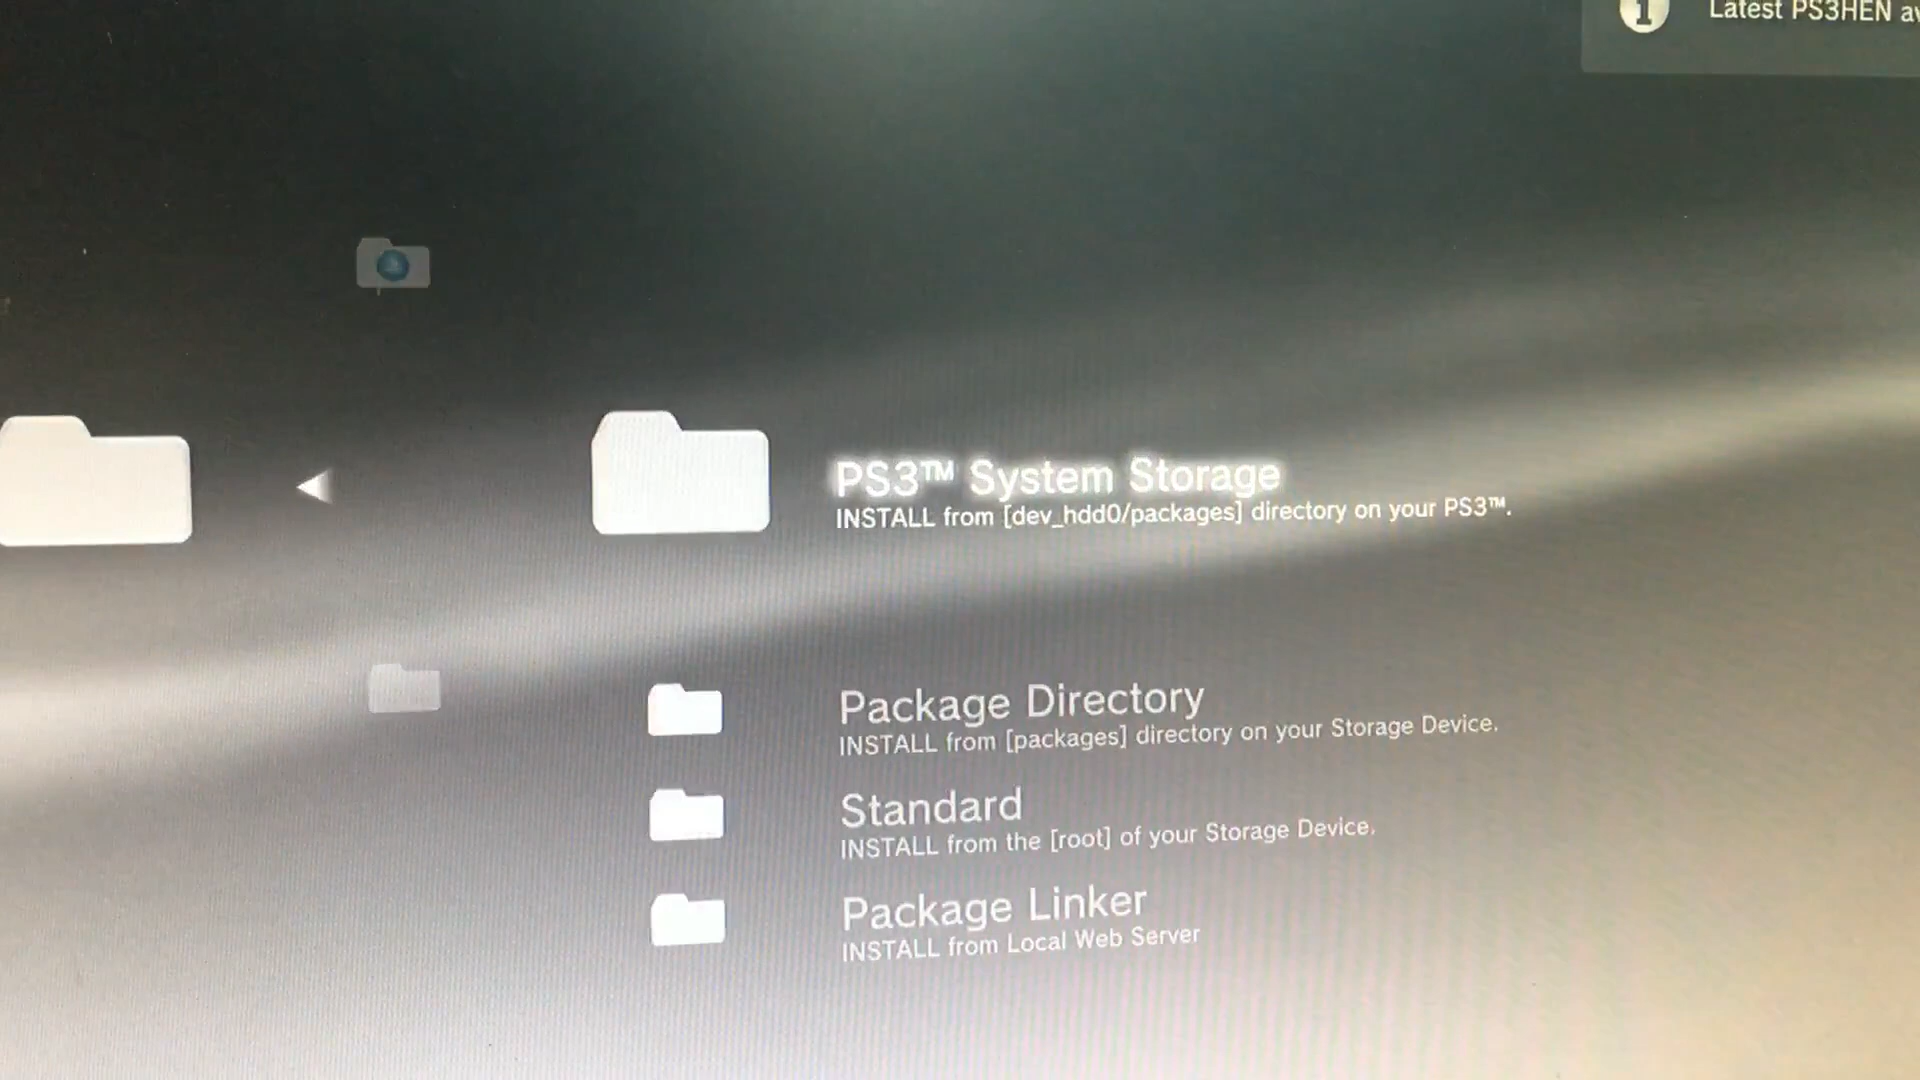 Latest PS3HEN
PS3™ System Storage
INSTALL from [dev_hdd0/packages] directory on your PS3™.
Package Directory
INSTALL from [packages] directory on your Storage Device.
Standard
INSTALL from the [root] of your Storage Device.
Package Linker
INSTALL from Local Web Server